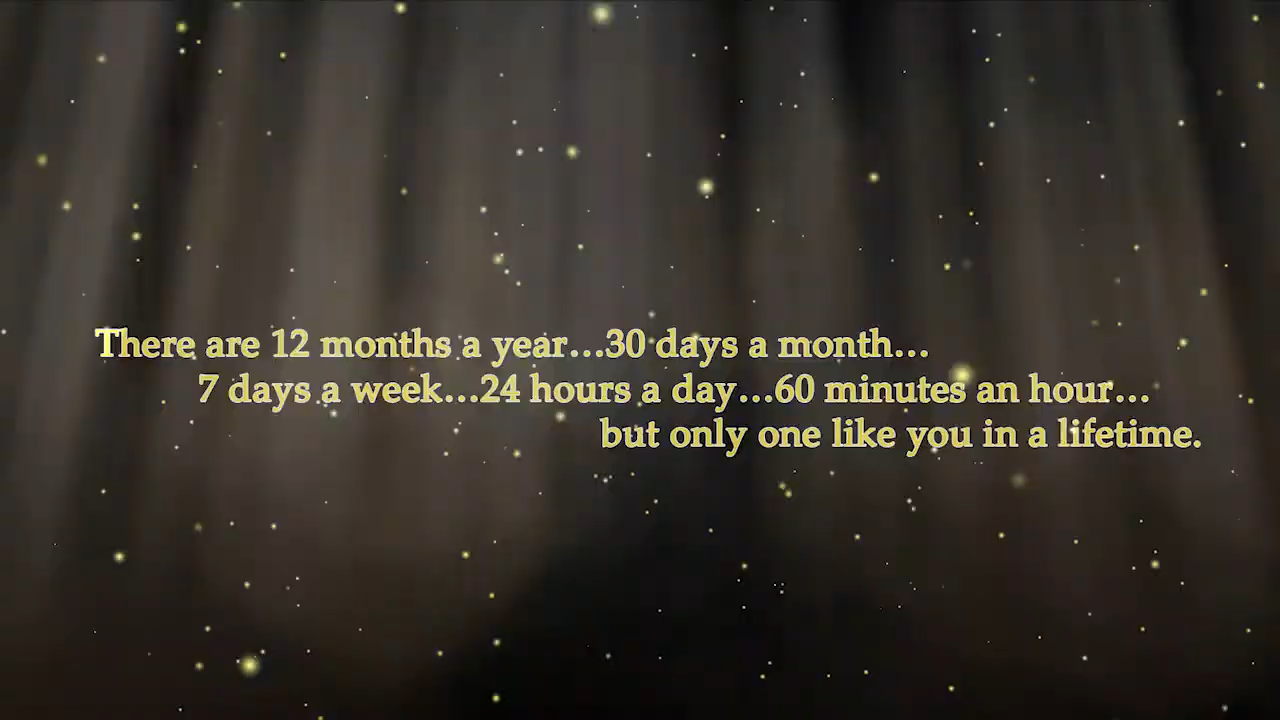 There are 12 months a year...30 days a month...
7 days a week...24 hours a day...60 minutes an hour...
but only one like you in a lifetime.